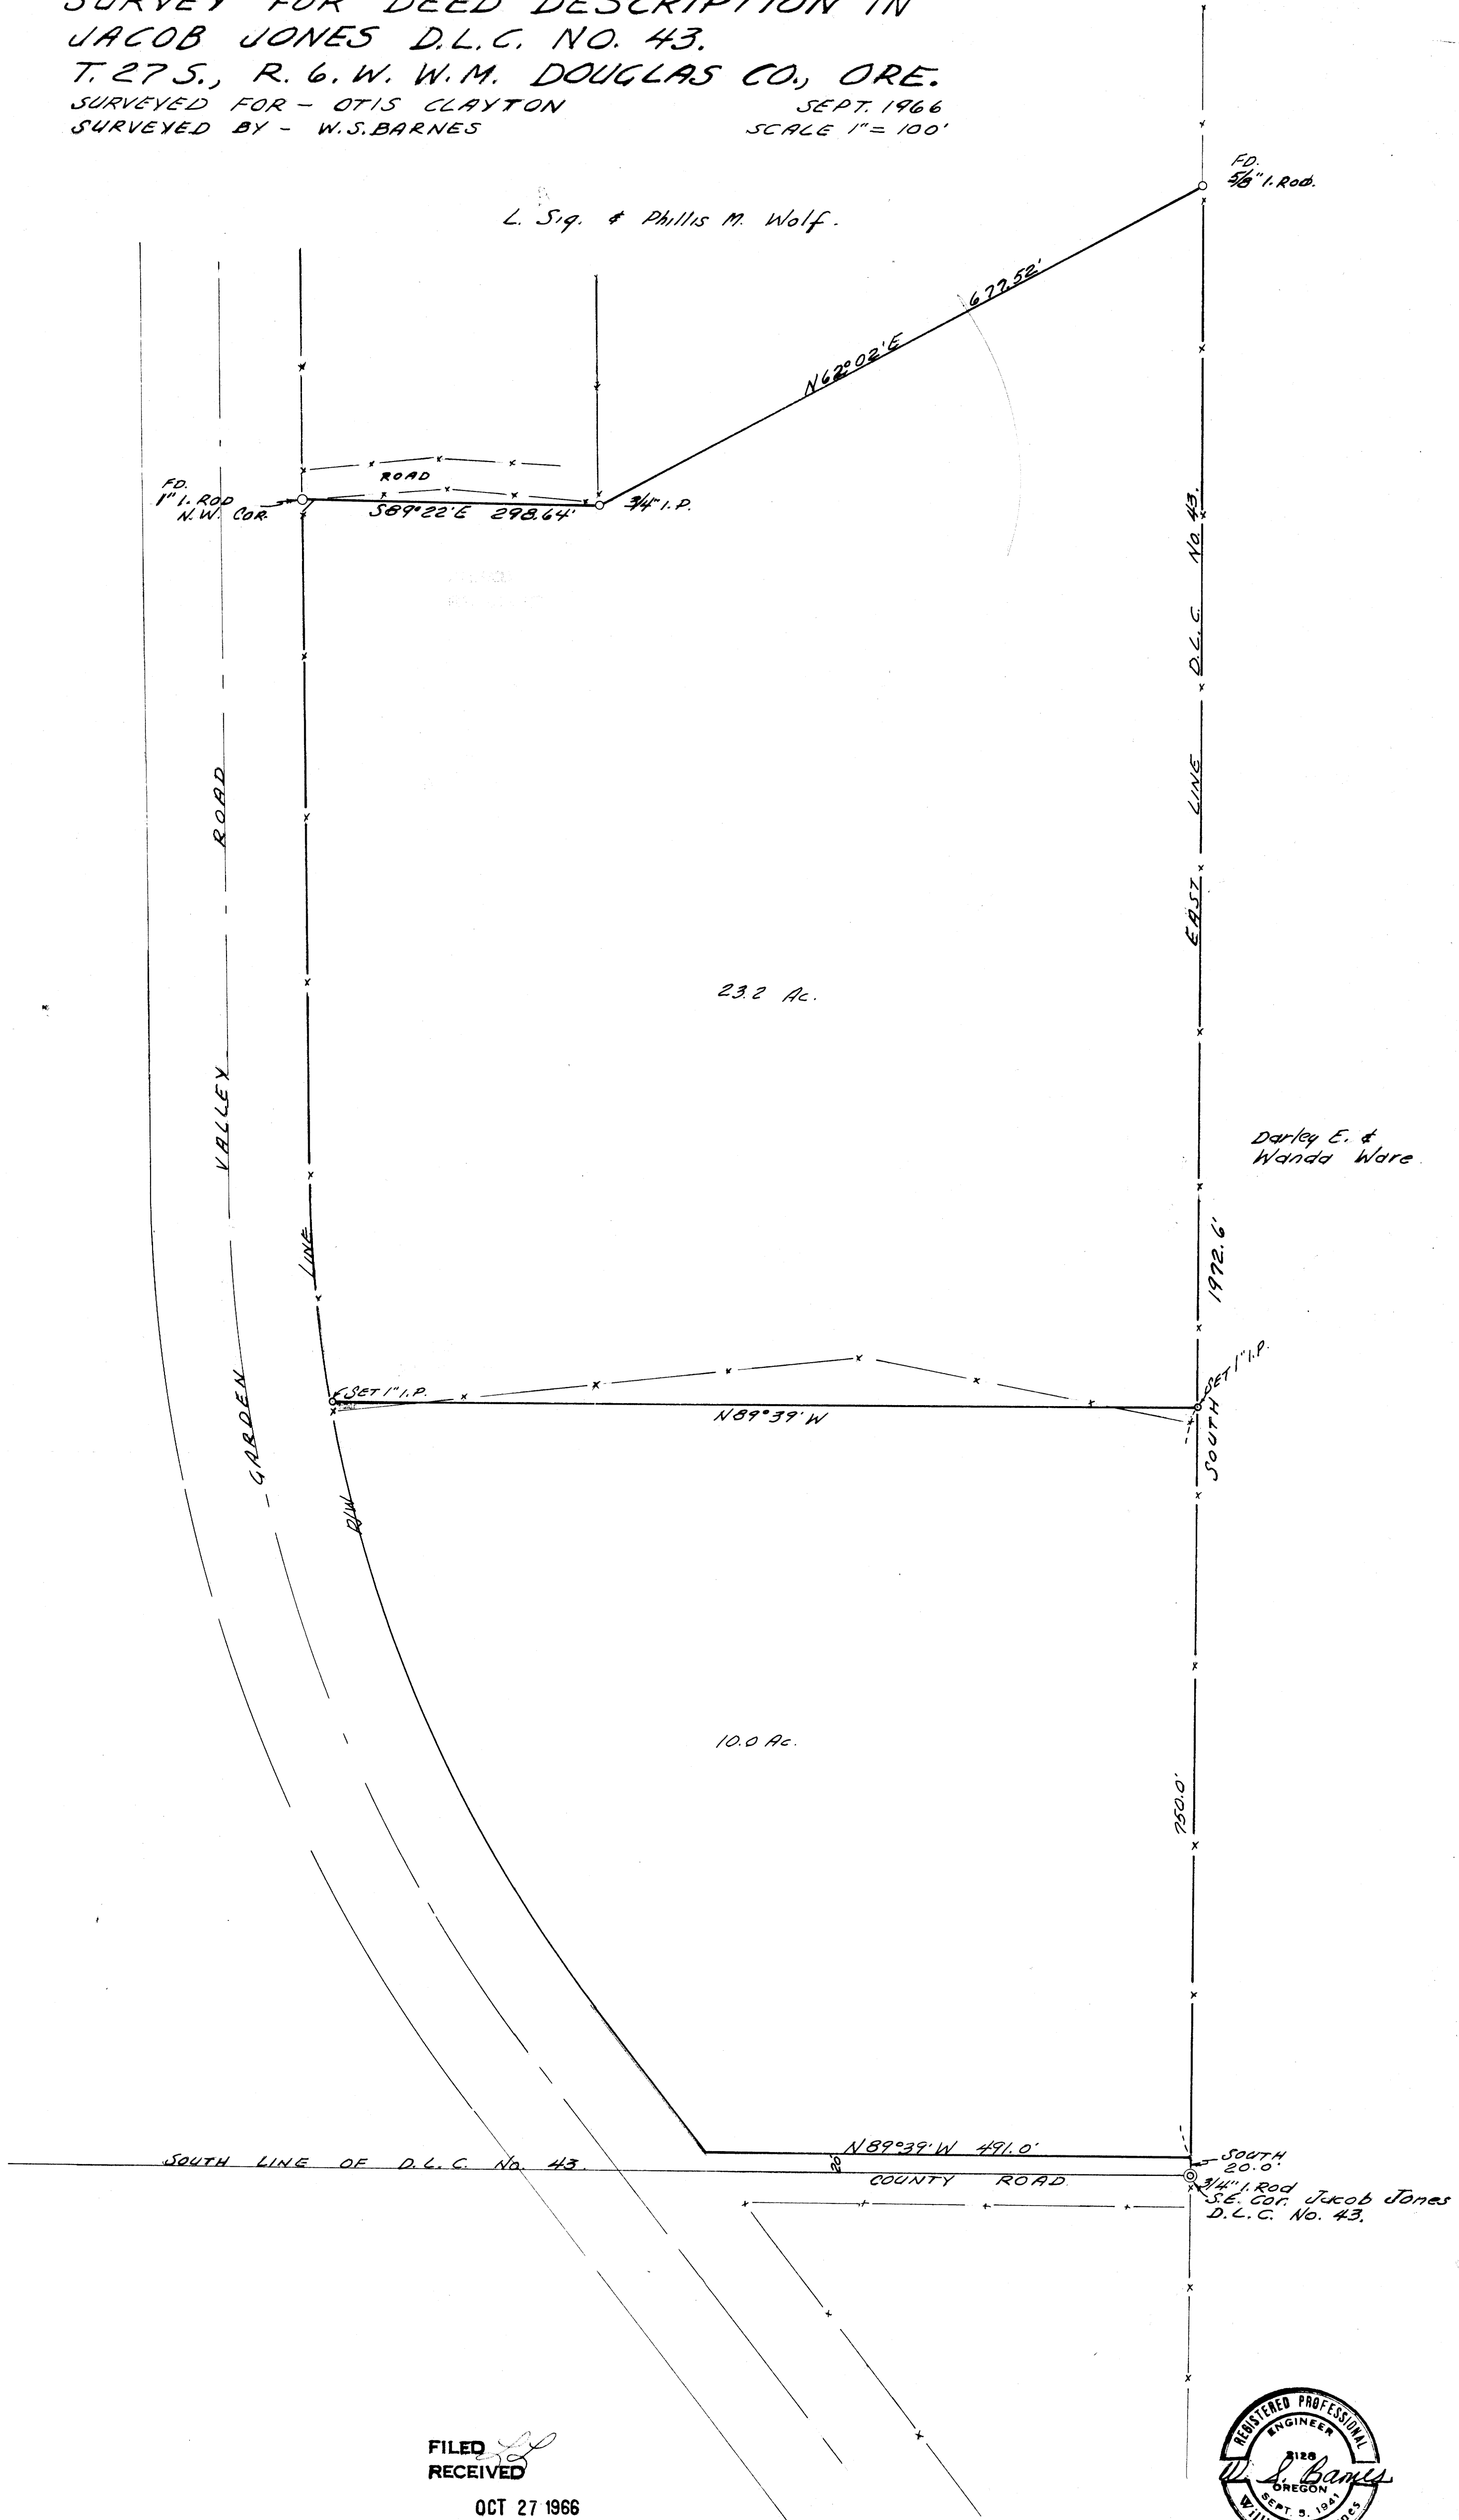 SURVEY FOR DEED DESCRIPTION IN
JACOB JONES D.L.C. NO. 43.
T. 27 S., R. 6. W. W.M. DOUGLAS CO., ORE.
SURVEYED FOR - OTIS CLAYTON SEPT. 1966
SURVEYED BY - W.S. BARNES SCALE 1" = 100'
FD.
5/8" I. Rod.
L. Sig. & Phillis M. Wolf.
677.52'
N62°02'E
ROAD
FD.
1" I. ROD
N.W. COR.
S89°22'E 298.64'
3/4" I.P.
EAST LINE D.L.C. No. 43.
GARDEN VALLEY ROAD
23.2 Ac.
Darley E. &
Wanda Ware
R/W LINE
SOUTH 1972.6'
SET 1" I.P.
SET 1" I.P.
N89°39'W
10.0 Ac.
750.0'
N89°39'W 491.0'
SOUTH LINE OF D.L.C. No. 43.
20'
COUNTY ROAD
SOUTH
20.0'
3/4" I. Rod
S.E. Cor. Jacob Jones
D.L.C. No. 43.
FILED
RECEIVED
OCT 27 1966
REGISTERED PROFESSIONAL
ENGINEER
2128
W. S. Barnes
OREGON
SEPT. 5, 1941